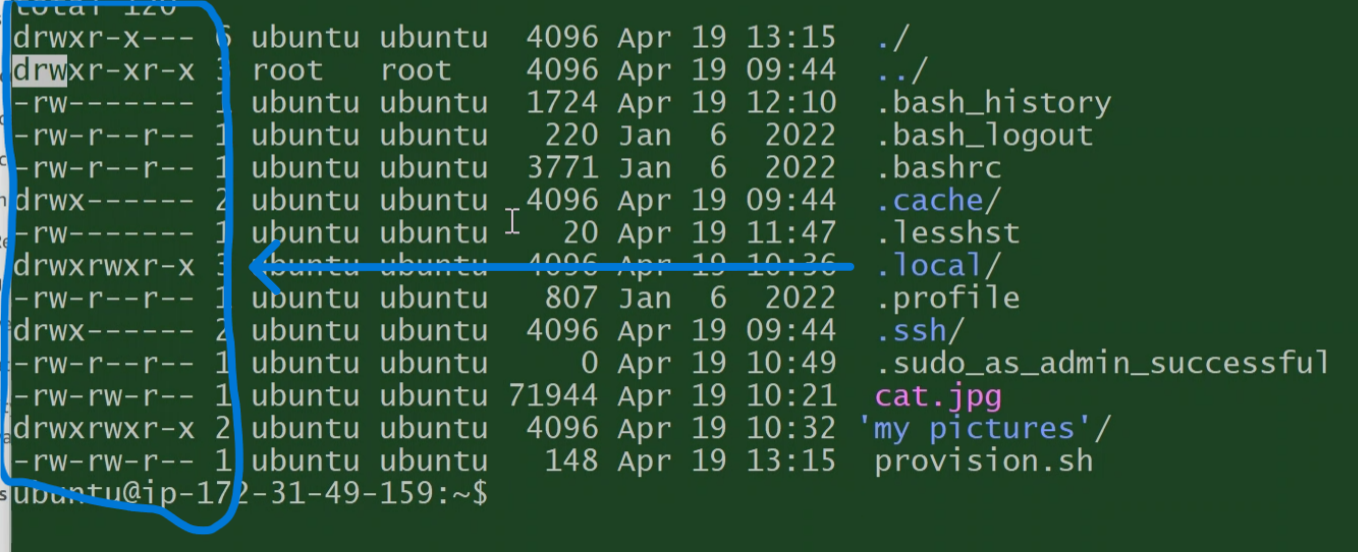 total 120
drwxr-x--- 6 ubuntu ubuntu 4096 Apr 19 13:15 ./
drwxr-xr-x 3 root root 4096 Apr 19 09:44 ../
-rw------- 1 ubuntu ubuntu 1724 Apr 19 12:10 .bash_history
-rw-r--r-- 1 ubuntu ubuntu 220 Jan 6 2022 .bash_logout
-rw-r--r-- 1 ubuntu ubuntu 3771 Jan 6 2022 .bashrc
drwx------ 2 ubuntu ubuntu 4096 Apr 19 09:44 .cache/
-rw------- 1 ubuntu ubuntu 20 Apr 19 11:47 .lesshst
drwxrwxr-x 3 ubuntu ubuntu 4096 Apr 19 10:36 .local/
-rw-r--r-- 1 ubuntu ubuntu 807 Jan 6 2022 .profile
drwx------ 2 ubuntu ubuntu 4096 Apr 19 09:44 .ssh/
-rw-r--r-- 1 ubuntu ubuntu 0 Apr 19 10:49 .sudo_as_admin_successful
-rw-rw-r-- 1 ubuntu ubuntu 71944 Apr 19 10:21 cat.jpg
drwxrwxr-x 2 ubuntu ubuntu 4096 Apr 19 10:32 'my pictures'/
-rw-rw-r-- 1 ubuntu ubuntu 148 Apr 19 13:15 provision.sh
ubuntu@ip-172-31-49-159:~$